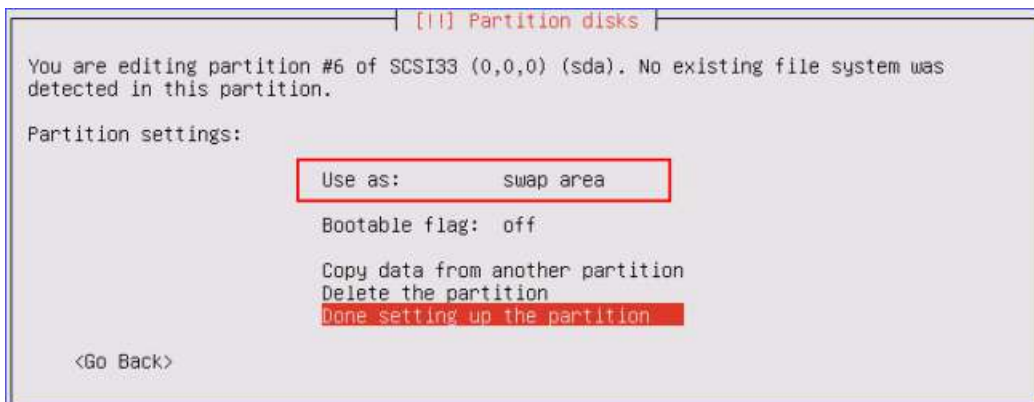 [!!] Partition disks
You are editing partition #6 of SCSI33 (0,0,0) (sda). No existing file system was
detected in this partition.
Partition settings:
Use as: swap area
Bootable flag: off
Copy data from another partition
Delete the partition
Done setting up the partition
<Go Back>